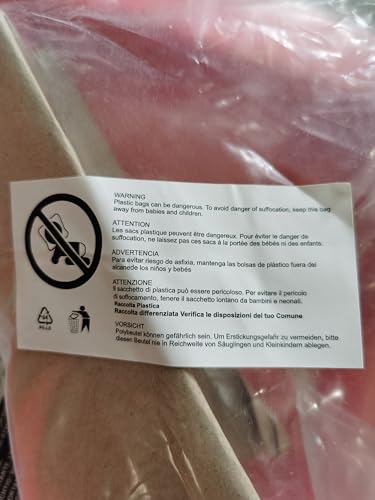 WARNING
Plastic bags can be dangerous. To avoid danger of suffocation, keep this bag
away from babies and children.
ATTENTION
Les sacs plastique peuvent être dangereux. Pour éviter le danger de
suffocation, ne laissez pas ces sacs à la portée des bébés ni des enfants.
ADVERTENCIA
Para evitar riesgo de asfixia, mantenga las bolsas de plástico fuera del
alcanede los niños y bebés
ATTENZIONE
Il sacchetto di plastica può essere pericoloso. Per evitare il pericolo
di suffocamento, tenere il sacchetto lontano da bambini e neonali.
Raccolta Plastica
Raccolta differenziata Verifica le disposizioni del tuo Comune
VORSICHT
Polybeutel können gefährlich sein. Um Erstickungsgefahr zu vermeiden, bitte
diesen Beutel nie in Reichweite von Säuglingen und Kleinkindern ablegen.